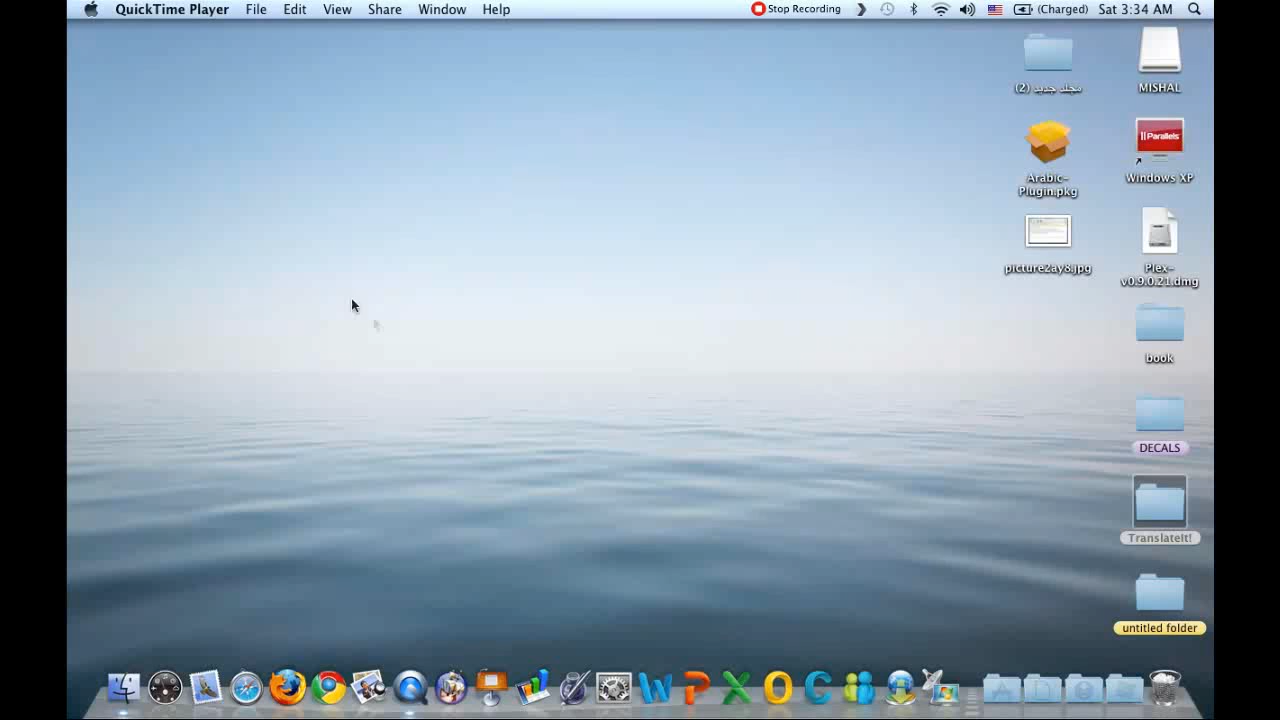 QuickTime Player File Edit View Share Window Help Stop Recording (Charged) Sat 3:34 AM
مجلد جديد (2)
MISHAL
Parallels
Arabic-
Plugin.pkg
Windows XP
picture2ay8.jpg
Plex-
v0.9.0.21.dmg
book
DECALS
TranslateIt!
untitled folder